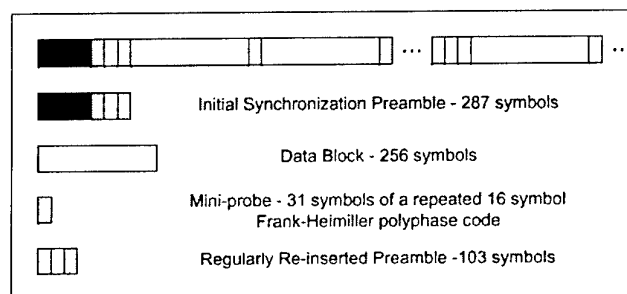 ... ...
Initial Synchronization Preamble - 287 symbols
Data Block - 256 symbols
Mini-probe - 31 symbols of a repeated 16 symbol
Frank-Heimiller polyphase code
Regularly Re-inserted Preamble -103 symbols